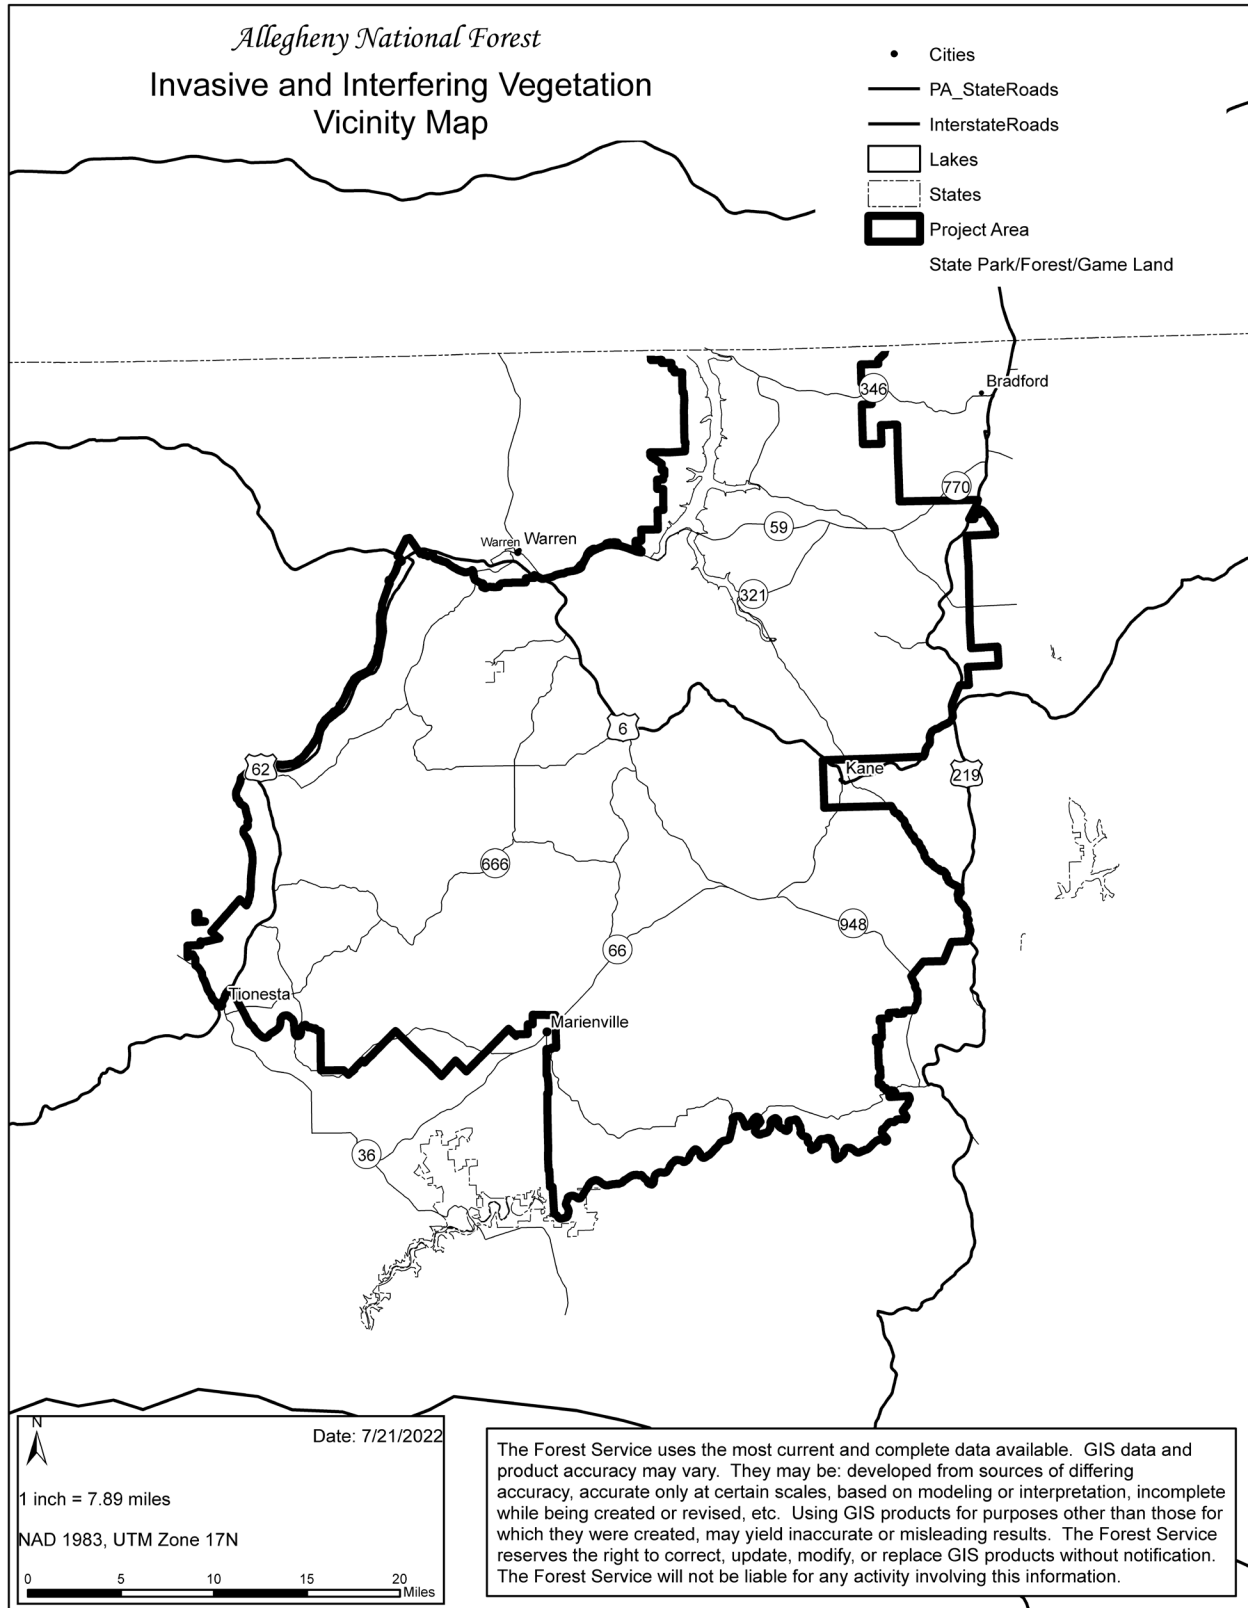 Allegheny National Forest
Invasive and Interfering Vegetation
Vicinity Map
Cities
PA_StateRoads
InterstateRoads
Lakes
States
Project Area
State Park/Forest/Game Land
346
Bradford
770
59
Warren
Warren
321
6
62
Kane
219
666
948
66
Tionesta
Marienville
36
N
Date: 7/21/2022
1 inch = 7.89 miles
NAD 1983, UTM Zone 17N
0 5 10 15 20
Miles
The Forest Service uses the most current and complete data available. GIS data and
product accuracy may vary. They may be: developed from sources of differing
accuracy, accurate only at certain scales, based on modeling or interpretation, incomplete
while being created or revised, etc. Using GIS products for purposes other than those for
which they were created, may yield inaccurate or misleading results. The Forest Service
reserves the right to correct, update, modify, or replace GIS products without notification.
The Forest Service will not be liable for any activity involving this information.